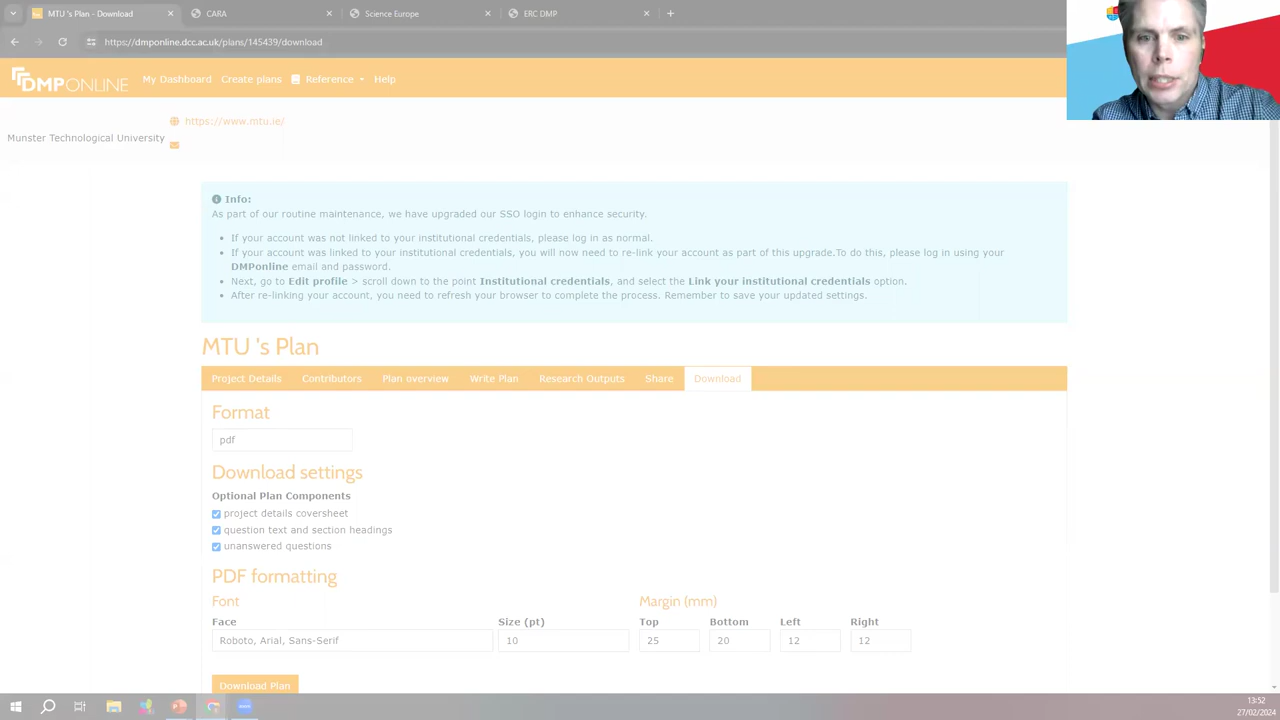 MTU 's Plan - Download
CARA
Science Europe
ERC DMP
https://dmponline.dcc.ac.uk/plans/145439/download
DMPONLINE
My Dashboard
Create plans
Reference
Help
Munster Technological University
https://www.mtu.ie/
Info:
As part of our routine maintenance, we have upgraded our SSO login to enhance security.
If your account was not linked to your institutional credentials, please log in as normal.
If your account was linked to your institutional credentials, you will now need to re-link your account as part of this upgrade.To do this, please log in using your
DMPonline email and password.
Next, go to Edit profile > scroll down to the point Institutional credentials, and select the Link your institutional credentials option.
After re-linking your account, you need to refresh your browser to complete the process. Remember to save your updated settings.
MTU 's Plan
Project Details
Contributors
Plan overview
Write Plan
Research Outputs
Share
Download
Format
pdf
Download settings
Optional Plan Components
project details coversheet
question text and section headings
unanswered questions
PDF formatting
Font
Margin (mm)
Face
Size (pt)
Top
Bottom
Left
Right
Roboto, Arial, Sans-Serif
10
25
20
12
12
Download Plan
13:52
27/02/2024